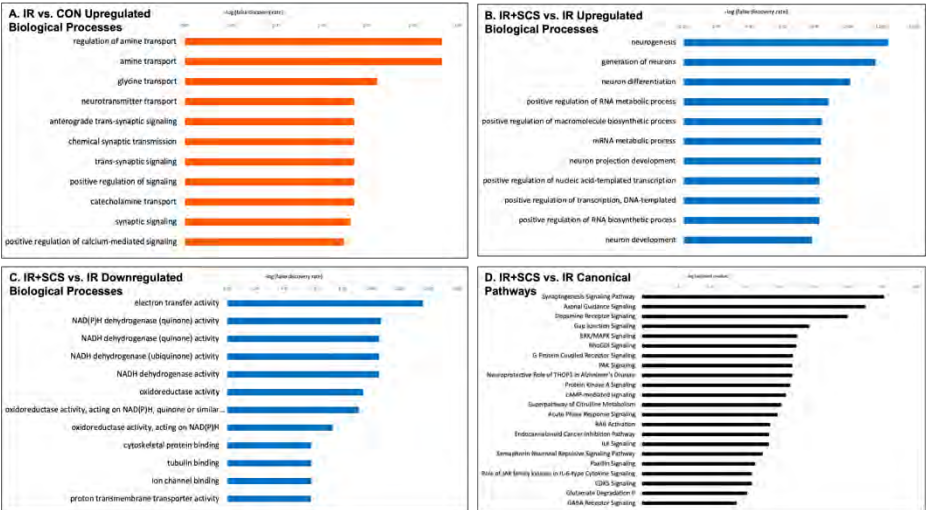 A. IR vs. CON Upregulated
Biological Processes
-log(false discovery rate)
regulation of amine transport
amine transport
glycine transport
neurotransmitter transport
anterograde trans-synaptic signaling
chemical synaptic transmission
trans-synaptic signaling
positive regulation of signaling
catecholamine transport
synaptic signaling
positive regulation of calcium-mediated signaling
B. IR+SCS vs. IR Upregulated
Biological Processes
-log(false discovery rate)
neurogenesis
generation of neurons
neuron differentiation
positive regulation of RNA metabolic process
positive regulation of macromolecule biosynthetic process
mRNA metabolic process
neuron projection development
positive regulation of nucleic acid-templated transcription
positive regulation of transcription, DNA-templated
positive regulation of RNA biosynthetic process
neuron development
C. IR+SCS vs. IR Downregulated
Biological Processes
-log(false discovery rate)
electron transfer activity
NAD(P)H dehydrogenase (quinone) activity
NADH dehydrogenase (quinone) activity
NADH dehydrogenase (ubiquinone) activity
NADH dehydrogenase activity
oxidoreductase activity
oxidoreductase activity, acting on NAD(P)H, quinone or similar...
oxidoreductase activity, acting on NAD(P)H
cytoskeletal protein binding
tubulin binding
ion channel binding
proton transmembrane transporter activity
D. IR+SCS vs. IR Canonical
Pathways
Synaptogenesis Signaling Pathway
Axonal Guidance Signaling
Dopamine Receptor Signaling
Gap Junction Signaling
ERK/MAPK Signaling
RhoGDI Signaling
G Protein Coupled Receptor Signaling
PAK Signaling
Neuroprotective Role of THOP1 in Alzheimer's Disease
Protein Kinase A Signaling
cAMP-mediated signaling
Superpathway of Citrulline Metabolism
Acute Phase Response Signaling
Endocannabinoid Cancer Inhibition Pathway
ILK Signaling
Semaphorin Neuronal Repulsive Signaling Pathway
Paxillin Signaling
Role of JAK family kinases in IL-6-type Cytokine Signaling
Glutamate Degradation II
GABA Receptor Signaling